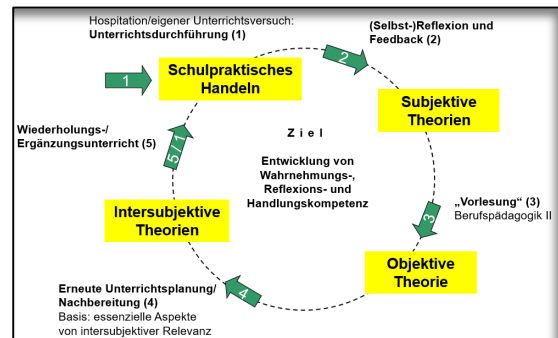 Hospitation/eigener Unterrichtsversuch:
Unterrichtsdurchführung (1)
(Selbst-)Reflexion und
Feedback (2)
1
Schulpraktisches
Handeln
2
Subjektive
Theorien
Wiederholungs-/
Ergänzungsunterricht (5)
5 / 1
Z i e l
Entwicklung von
Wahrnehmungs-,
Reflexions- und
Handlungskompetenz
Intersubjektive
Theorien
3
„Vorlesung“ (3)
Berufspädagogik II
Objektive
Theorie
4
Erneute Unterrichtsplanung/
Nachbereitung (4)
Basis: essenzielle Aspekte
von intersubjektiver Relevanz